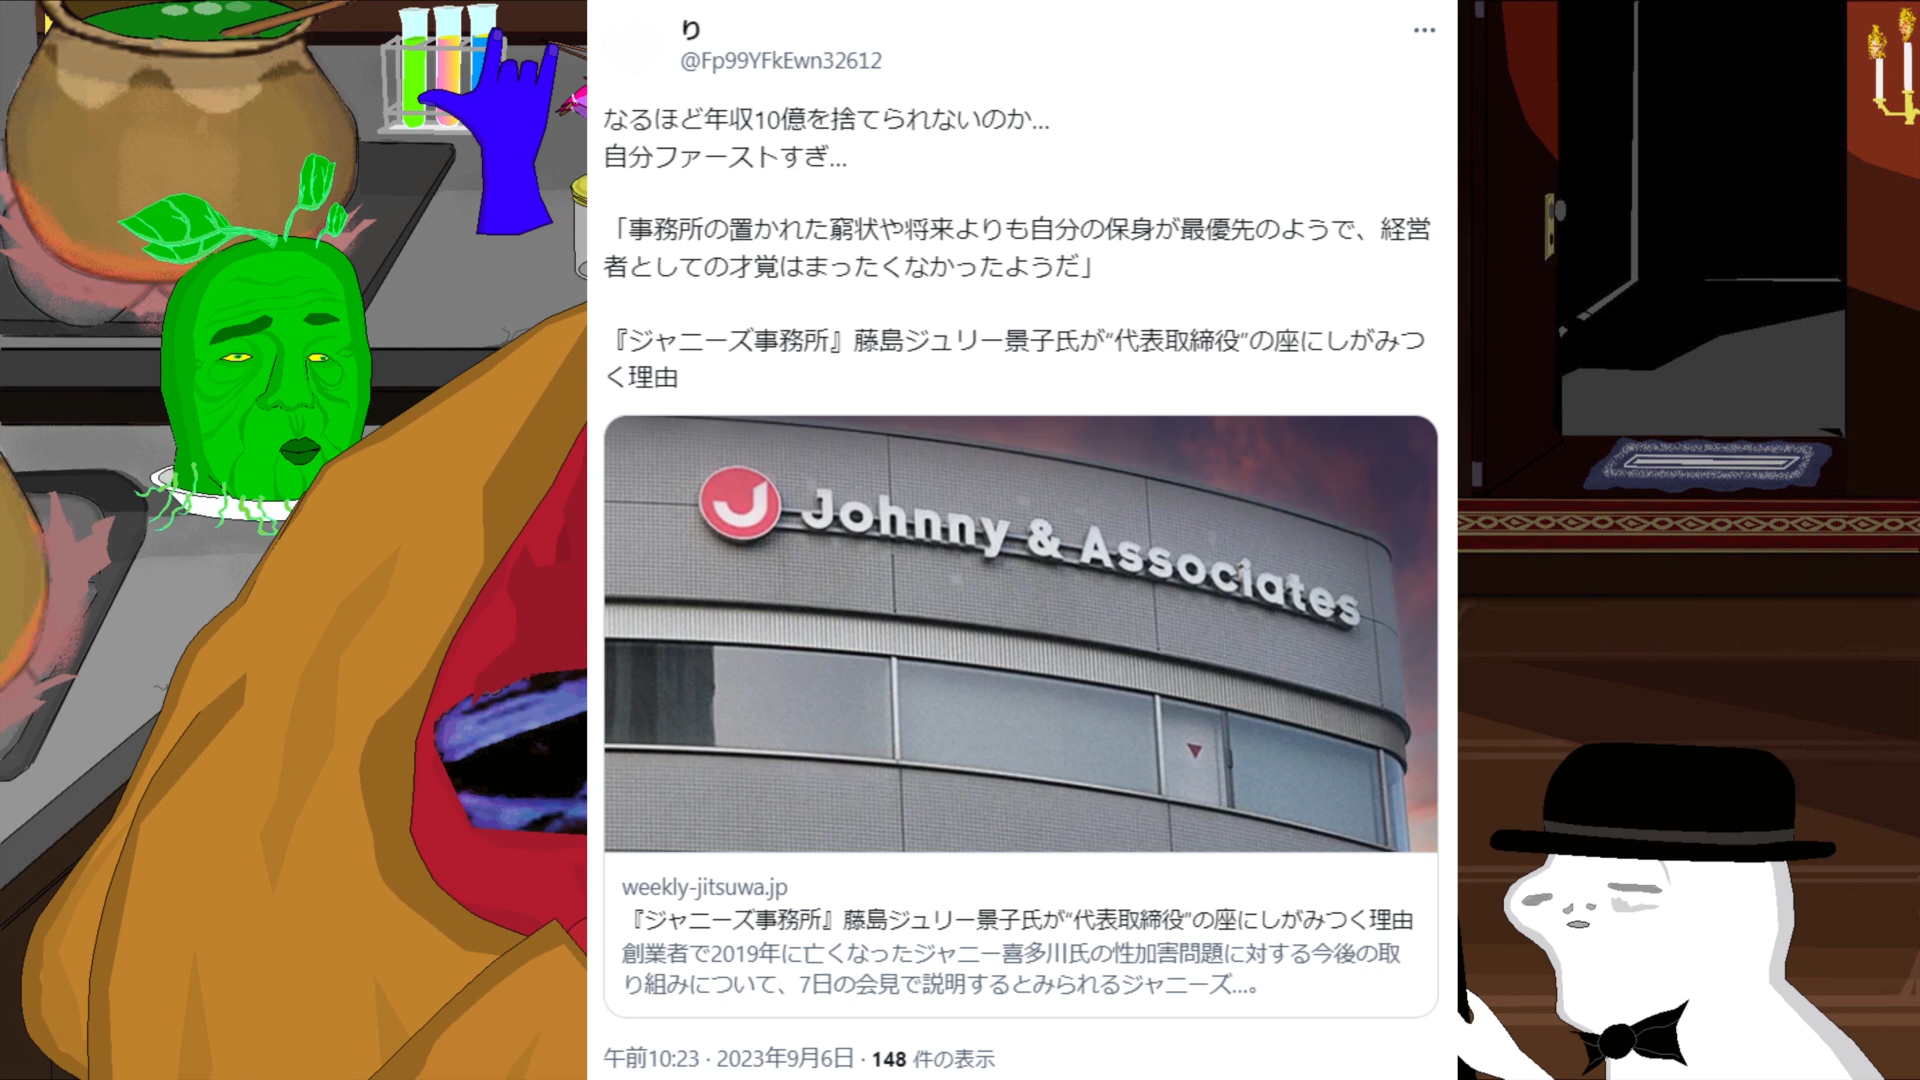 り
@Fp99YFkEwn32612
なるほど年収10億を捨てられないのか...
自分ファーストすぎ...
「事務所の置かれた窮状や将来よりも自分の保身が最優先のようで、経営
者としての才覚はまったくなかったようだ」
『ジャニーズ事務所』藤島ジュリー景子氏が“代表取締役”の座にしがみつ
く理由
J Johnny & Associates
weekly-jitsuwa.jp
『ジャニーズ事務所』藤島ジュリー景子氏が“代表取締役”の座にしがみつく理由
創業者で2019年に亡くなったジャニー喜多川氏の性加害問題に対する今後の取
り組みについて、7日の会見で説明するとみられるジャニーズ...。
午前10:23 · 2023年9月6日 · 148 件の表示